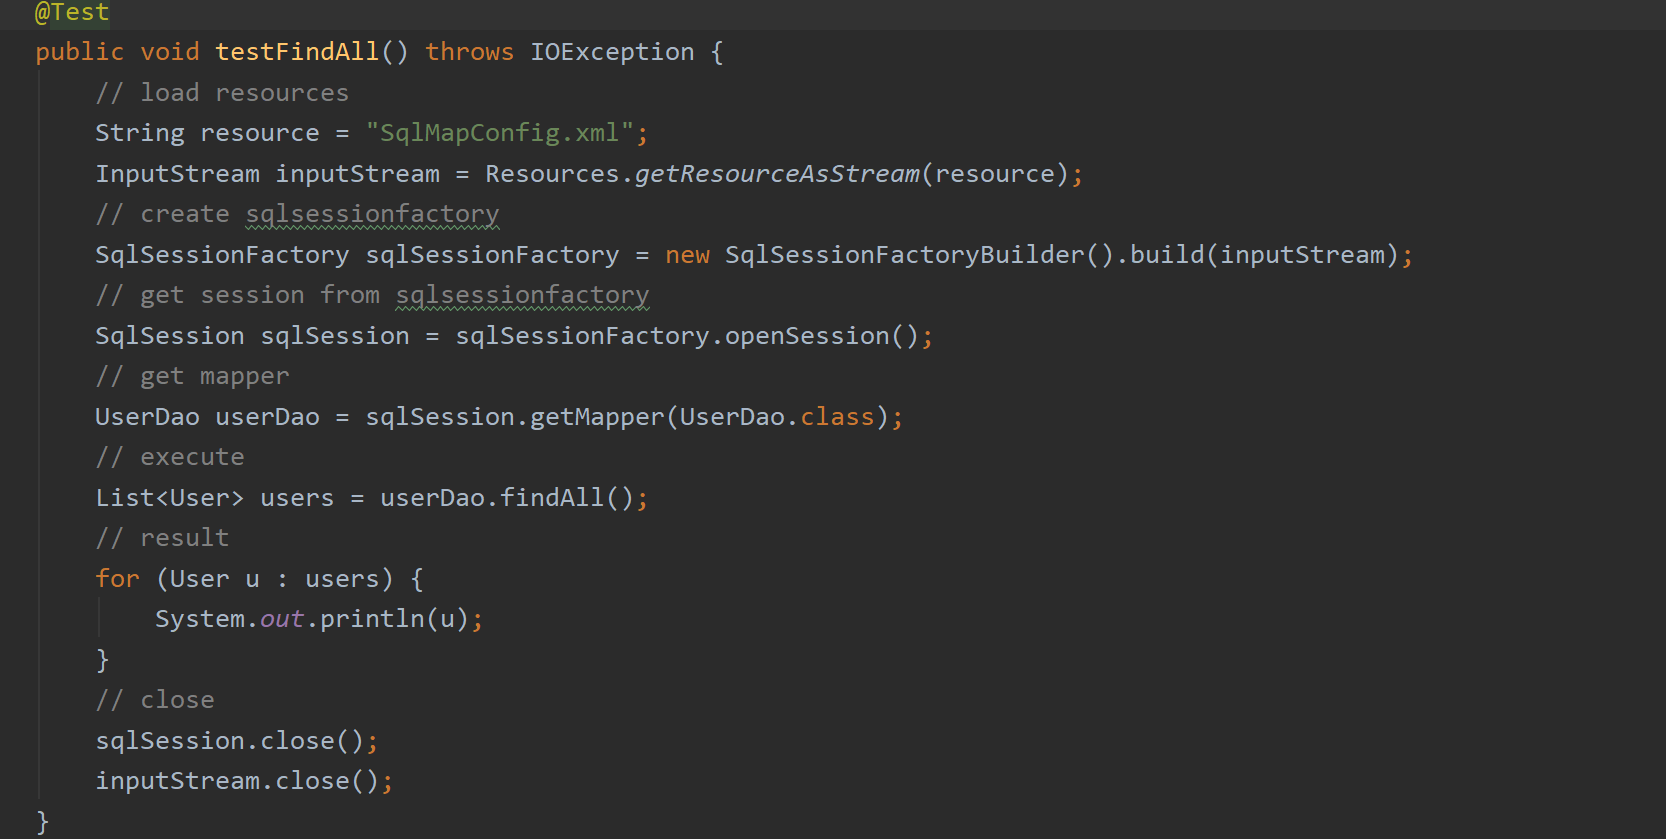 @Test
public void testFindAll() throws IOException {
// load resources
String resource = "SqlMapConfig.xml";
InputStream inputStream = Resources.getResourceAsStream(resource);
// create sqlsessionfactory
SqlSessionFactory sqlSessionFactory = new SqlSessionFactoryBuilder().build(inputStream);
// get session from sqlsessionfactory
SqlSession sqlSession = sqlSessionFactory.openSession();
// get mapper
UserDao userDao = sqlSession.getMapper(UserDao.class);
// execute
List<User> users = userDao.findAll();
// result
for (User u : users) {
System.out.println(u);
}
// close
sqlSession.close();
inputStream.close();
}